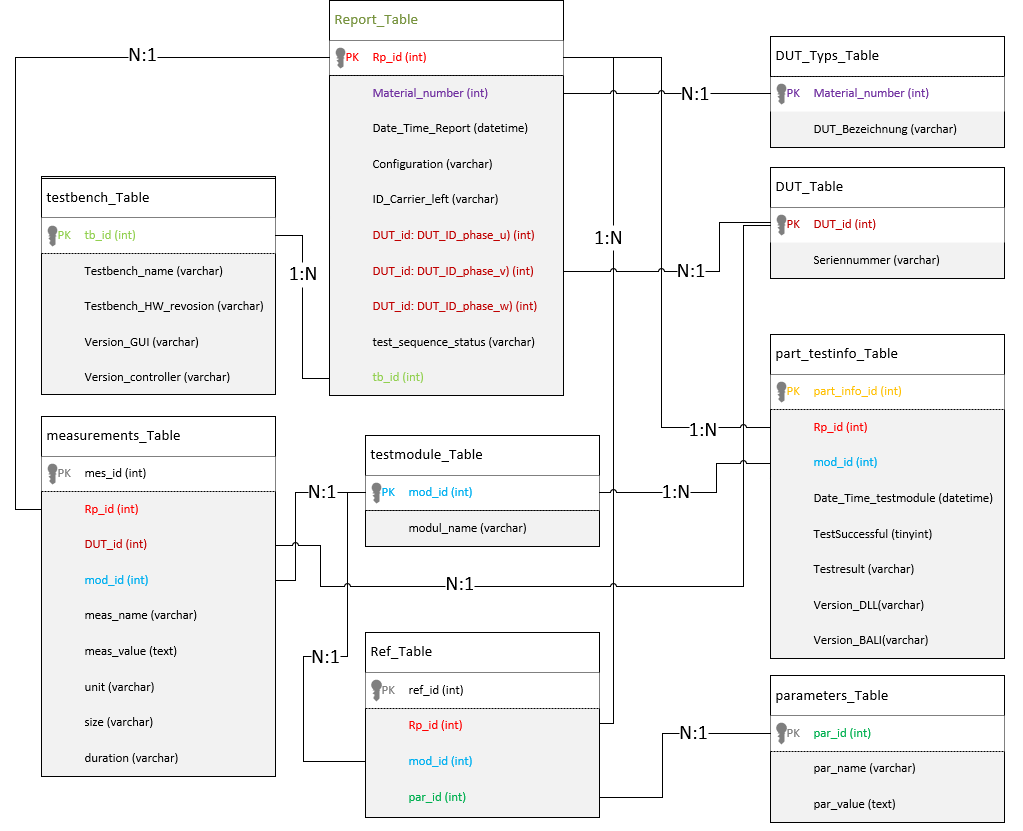 Report_Table
PK Rp_id (int)
Material_number (int)
Date_Time_Report (datetime)
Configuration (varchar)
ID_Carrier_left (varchar)
DUT_id: DUT_ID_phase_u) (int)
DUT_id: DUT_ID_phase_v) (int)
DUT_id: DUT_ID_phase_w) (int)
test_sequence_status (varchar)
tb_id (int)
N:1
testbench_Table
PK tb_id (int)
Testbench_name (varchar)
Testbench_HW_revosion (varchar)
Version_GUI (varchar)
Version_controller (varchar)
1:N
measurements_Table
PK mes_id (int)
Rp_id (int)
DUT_id (int)
mod_id (int)
meas_name (varchar)
meas_value (text)
unit (varchar)
size (varchar)
duration (varchar)
N:1
testmodule_Table
PK mod_id (int)
modul_name (varchar)
N:1
N:1
Ref_Table
PK ref_id (int)
Rp_id (int)
mod_id (int)
par_id (int)
N:1
DUT_Typs_Table
PK Material_number (int)
DUT_Bezeichnung (varchar)
1:N
N:1
DUT_Table
PK DUT_id (int)
Seriennummer (varchar)
1:N
1:N
part_testinfo_Table
PK part_info_id (int)
Rp_id (int)
mod_id (int)
Date_Time_testmodule (datetime)
TestSuccessful (tinyint)
Testresult (varchar)
Version_DLL(varchar)
Version_BALI(varchar)
N:1
parameters_Table
PK par_id (int)
par_name (varchar)
par_value (text)